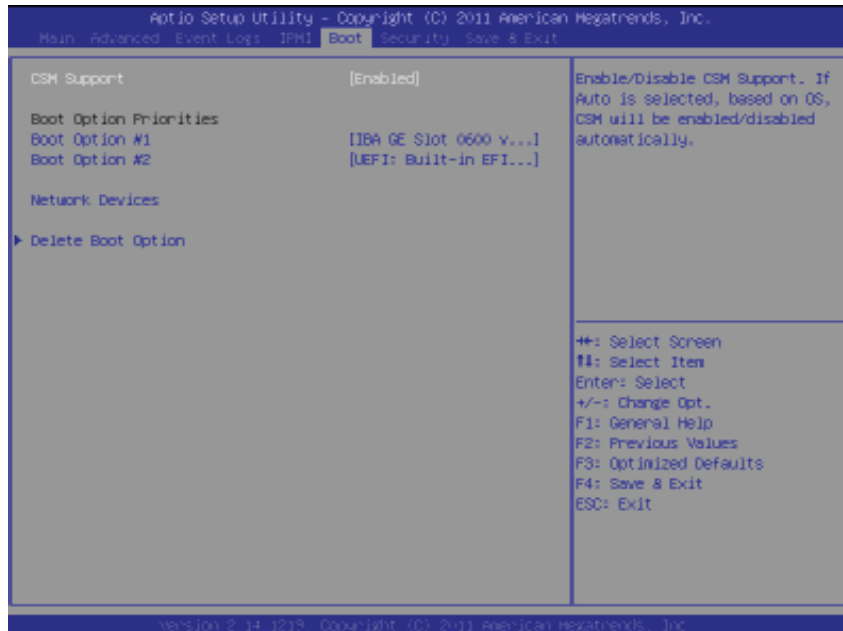 Aptio Setup Utility - Copyright (C) 2011 American Megatrends, Inc.
Main Advanced Event Logs IPMI Boot Security Save & Exit
CSM Support [Enabled]
Boot Option Priorities
Boot Option #1 [IBA GE Slot 0600 v...]
Boot Option #2 [UEFI: Built-in EFI...]
Network Devices
Delete Boot Option
Enable/Disable CSM Support. If
Auto is selected, based on OS,
CSM will be enabled/disabled
automatically.
→←: Select Screen
↑↓: Select Item
Enter: Select
+/-: Change Opt.
F1: General Help
F2: Previous Values
F3: Optimized Defaults
F4: Save & Exit
ESC: Exit
Version 2.14.1219. Copyright (C) 2011 American Megatrends, Inc.